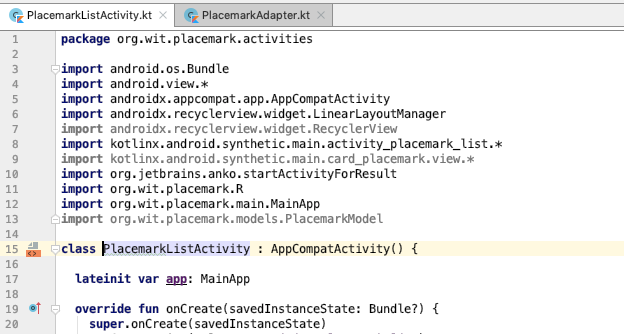 PlacemarkListActivity.kt PlacemarkAdapter.kt
1 package org.wit.placemark.activities
2
3 import android.os.Bundle
4 import android.view.*
5 import androidx.appcompat.app.AppCompatActivity
6 import androidx.recyclerview.widget.LinearLayoutManager
7 import androidx.recyclerview.widget.RecyclerView
8 import kotlinx.android.synthetic.main.activity_placemark_list.*
9 import kotlinx.android.synthetic.main.card_placemark.view.*
10 import org.jetbrains.anko.startActivityForResult
11 import org.wit.placemark.R
12 import org.wit.placemark.main.MainApp
13 import org.wit.placemark.models.PlacemarkModel
14
15 class PlacemarkListActivity : AppCompatActivity() {
16
17 lateinit var app: MainApp
18
19 override fun onCreate(savedInstanceState: Bundle?) {
20 super.onCreate(savedInstanceState)